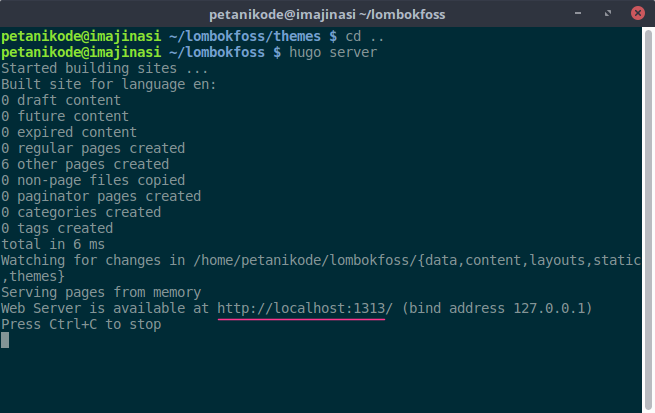 petanikode@imajinasi ~/lombokfoss
petanikode@imajinasi ~/lombokfoss/themes $ cd ..
petanikode@imajinasi ~/lombokfoss $ hugo server
Started building sites ...
Built site for language en:
0 draft content
0 future content
0 expired content
0 regular pages created
6 other pages created
0 non-page files copied
0 paginator pages created
0 categories created
0 tags created
total in 6 ms
Watching for changes in /home/petanikode/lombokfoss/{data,content,layouts,static
,themes}
Serving pages from memory
Web Server is available at http://localhost:1313/ (bind address 127.0.0.1)
Press Ctrl+C to stop